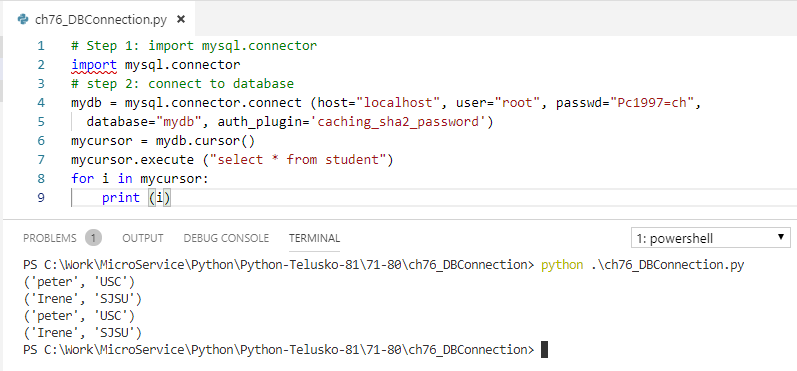 ch76_DBConnection.py ×
1 # Step 1: import mysql.connector
2 import mysql.connector
3 # step 2: connect to database
4 mydb = mysql.connector.connect (host="localhost", user="root", passwd="Pc1997=ch",
5 database="mydb", auth_plugin='caching_sha2_password')
6 mycursor = mydb.cursor()
7 mycursor.execute ("select * from student")
8 for i in mycursor:
9 print (i)
PROBLEMS 1 OUTPUT DEBUG CONSOLE TERMINAL 1: powershell
PS C:\Work\MicroService\Python\Python-Telusko-81\71-80\ch76_DBConnection> python .\ch76_DBConnection.py
('peter', 'USC')
('Irene', 'SJSU')
('peter', 'USC')
('Irene', 'SJSU')
PS C:\Work\MicroService\Python\Python-Telusko-81\71-80\ch76_DBConnection>